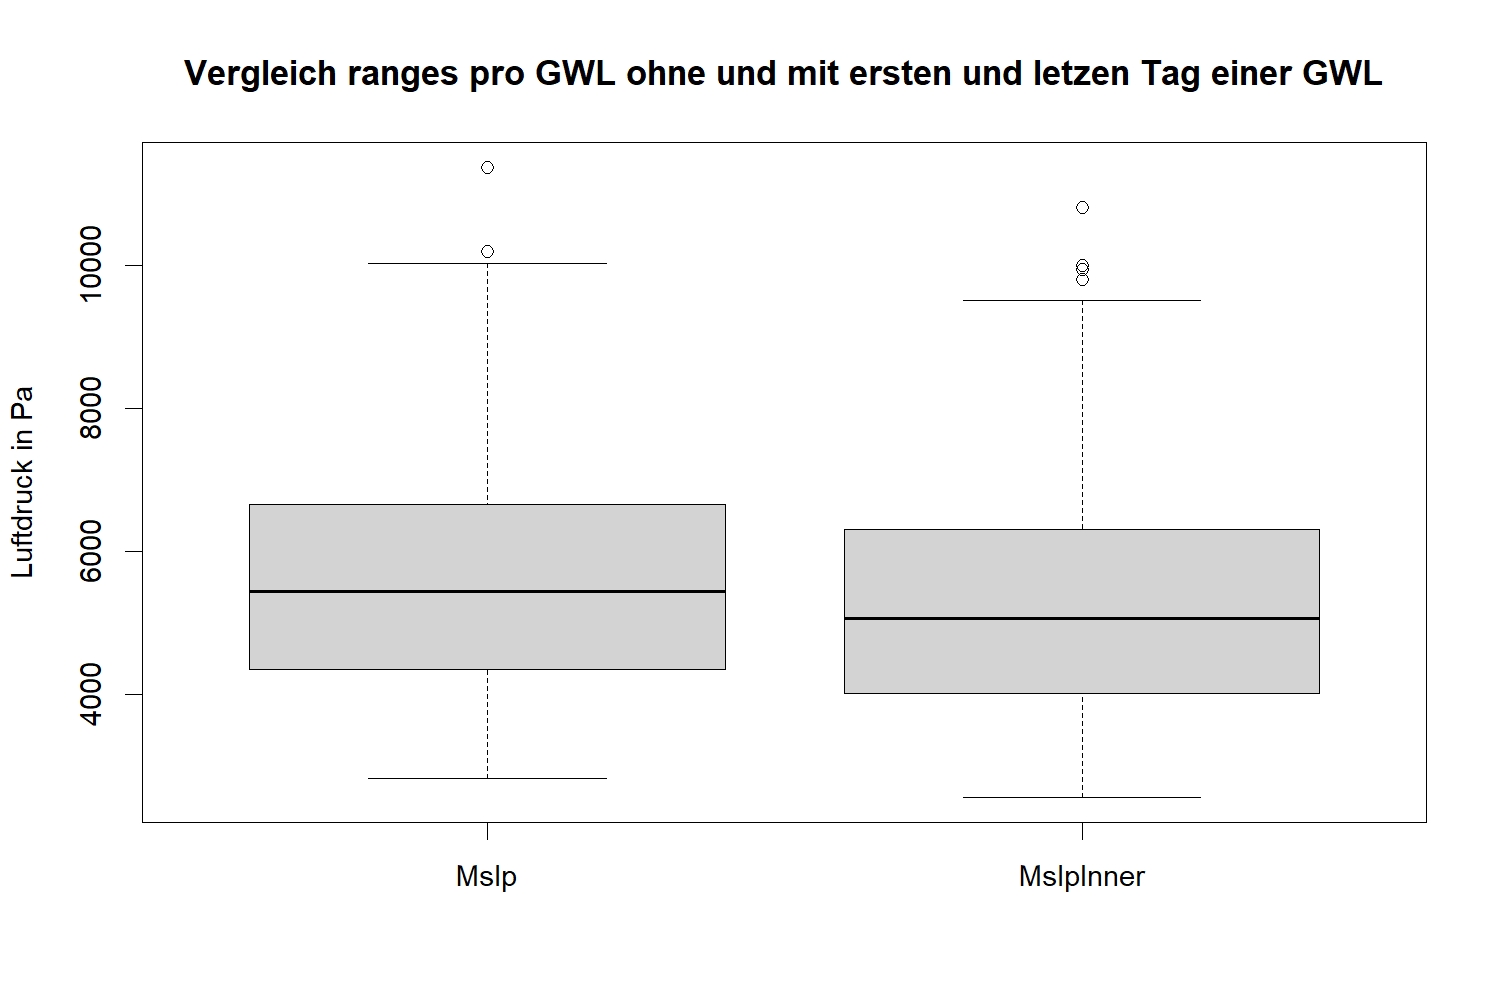 Vergleich ranges pro GWL ohne und mit ersten und letzen Tag einer GWL
Luftdruck in Pa
10000
8000
6000
4000
Mslp
MslpInner